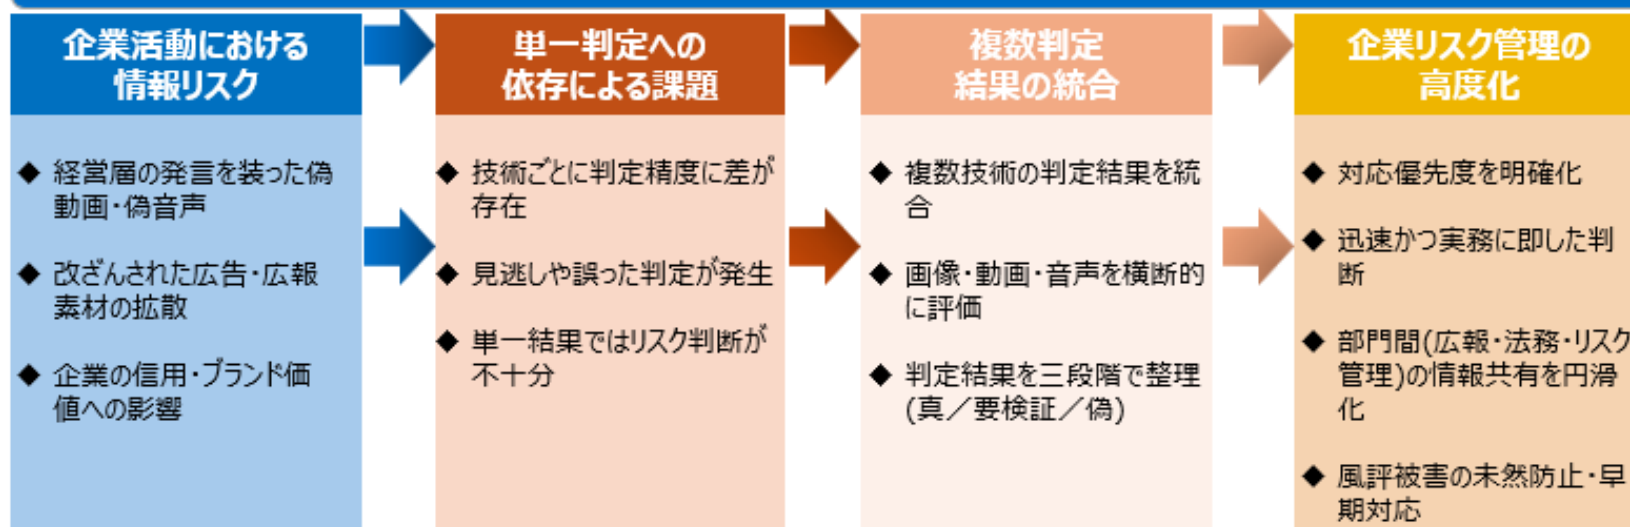 企業活動における
情報リスク
◆ 経営層の発言を装った偽
動画・偽音声
◆ 改ざんされた広告・広報
素材の拡散
◆ 企業の信用・ブランド価
値への影響
単一判定への
依存による課題
◆ 技術ごとに判定精度に差が
存在
◆ 見逃しや誤った判定が発生
◆ 単一結果ではリスク判断が
不十分
複数判定
結果の統合
◆ 複数技術の判定結果を統
合
◆ 画像・動画・音声を横断的
に評価
◆ 判定結果を三段階で整理
(真／要検証／偽)
企業リスク管理の
高度化
◆ 対応優先度を明確化
◆ 迅速かつ実務に即した判
断
◆ 部門間(広報・法務・リスク
管理)の情報共有を円滑
化
◆ 風評被害の未然防止・早
期対応